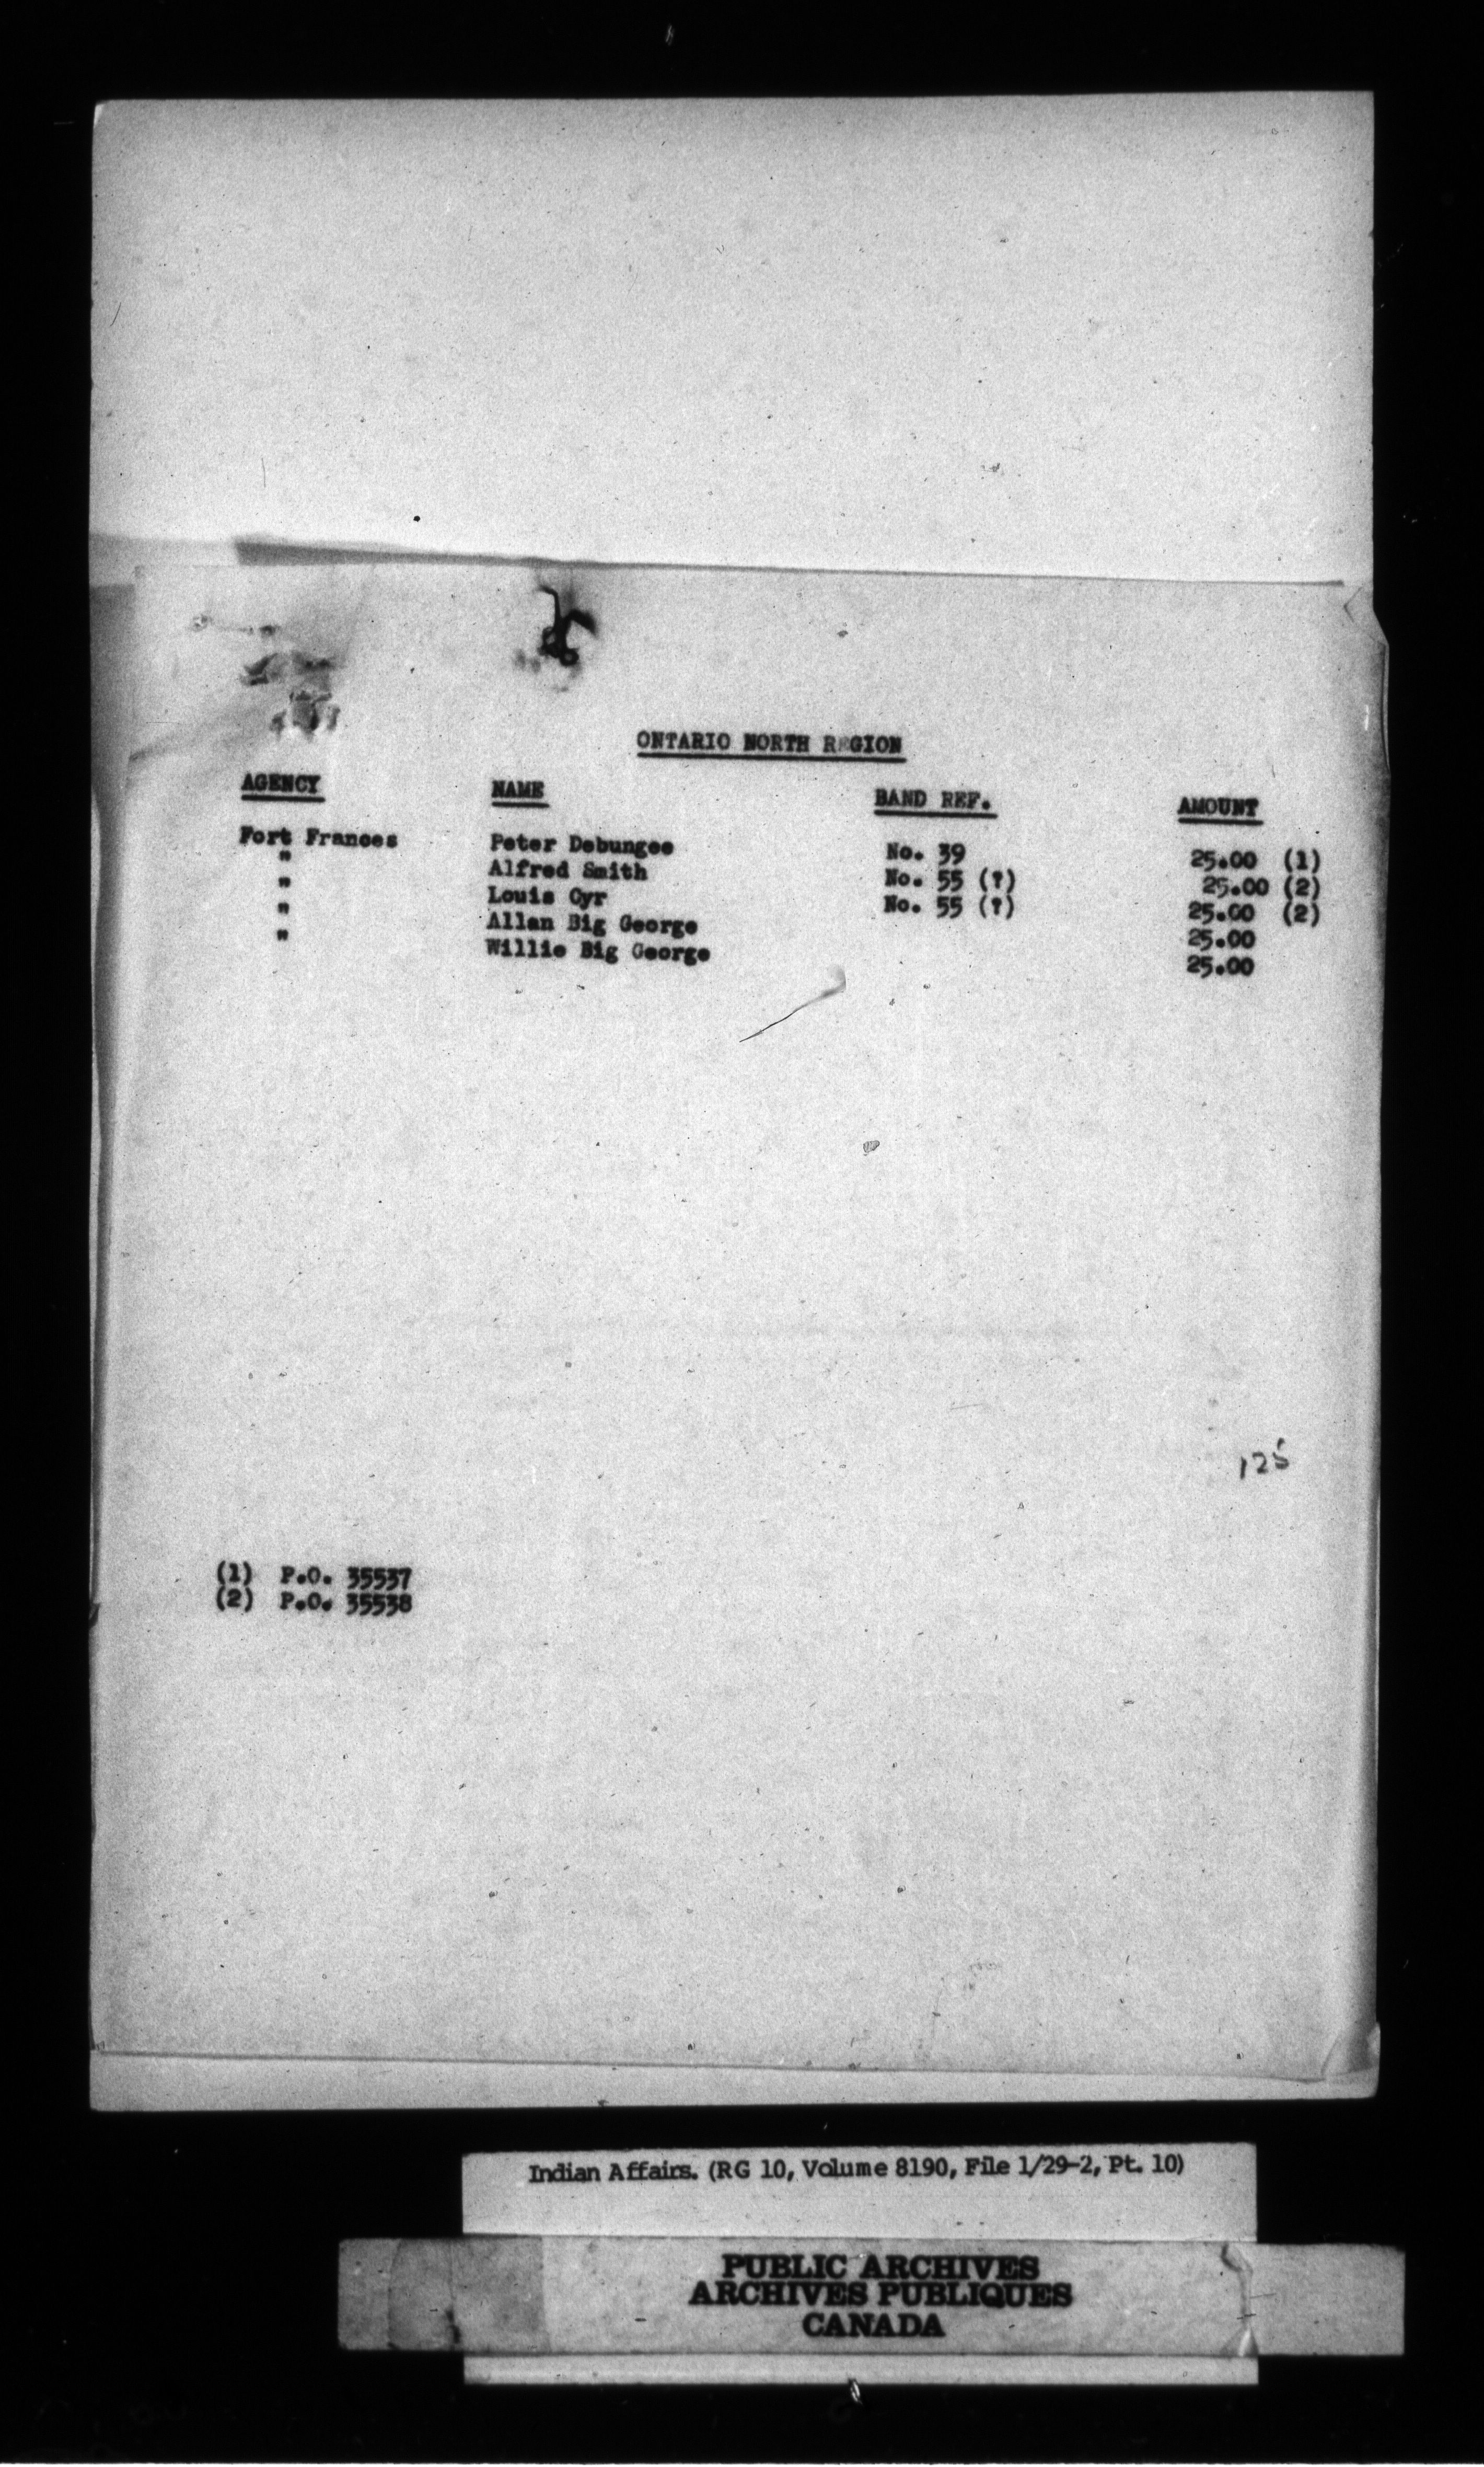 ONTARIO NORTH REGION
AGENCY NAME BAND REF. AMOUNT
Fort Frances Peter Debungee No. 39 25.00 (1)
" Alfred Smith No. 55 (?) 25.00 (2)
" Louis Cyr No. 55 (?) 25.00 (2)
" Allan Big George 25.00
" Willie Big George 25.00
125
(1) P.O. 35537
(2) P.O. 35538
Indian Affairs. (RG 10, Volume 8190, File 1/29-2, Pt. 10)
PUBLIC ARCHIVES
ARCHIVES PUBLIQUES
CANADA